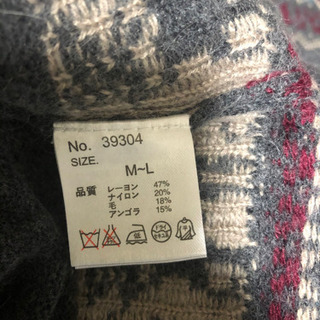 No. 39304
SIZE.
M~L
品質 レーヨン 47%
ナイロン 20%
毛 18%
アンゴラ 15%